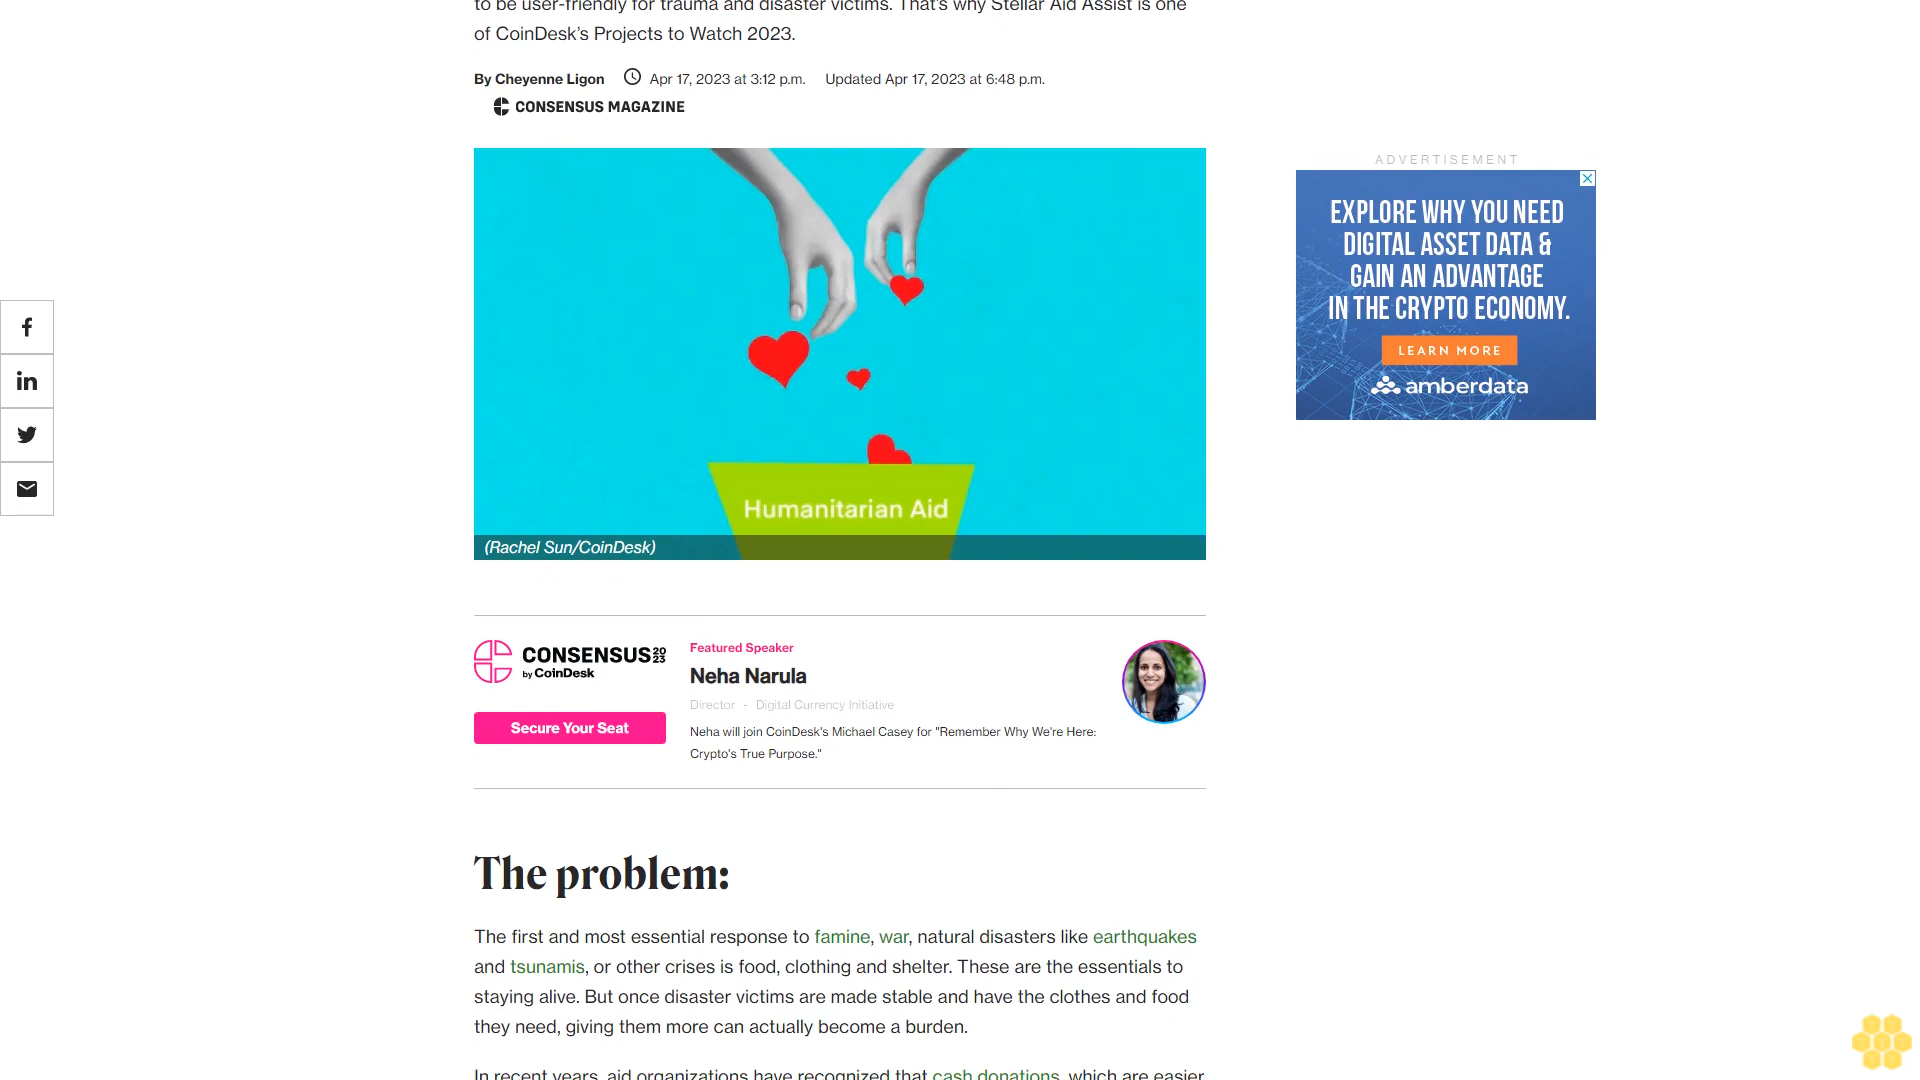 to be user-friendly for trauma and disaster victims. That's why Stellar Aid Assist is one
of CoinDesk's Projects to Watch 2023.
By Cheyenne Ligon Apr 17, 2023 at 3:12 p.m. Updated Apr 17, 2023 at 6:48 p.m.
CONSENSUS MAGAZINE
ADVERTISEMENT
EXPLORE WHY YOU NEED
DIGITAL ASSET DATA &
GAIN AN ADVANTAGE
IN THE CRYPTO ECONOMY.
LEARN MORE
amberdata
Humanitarian Aid
(Rachel Sun/CoinDesk)
CONSENSUS 2023
by CoinDesk
Secure Your Seat
Featured Speaker
Neha Narula
Director - Digital Currency Initiative
Neha will join CoinDesk's Michael Casey for "Remember Why We're Here:
Crypto's True Purpose."
The problem:
The first and most essential response to famine, war, natural disasters like earthquakes
and tsunamis, or other crises is food, clothing and shelter. These are the essentials to
staying alive. But once disaster victims are made stable and have the clothes and food
they need, giving them more can actually become a burden.
In recent years, aid organizations have recognized that cash donations, which are easier